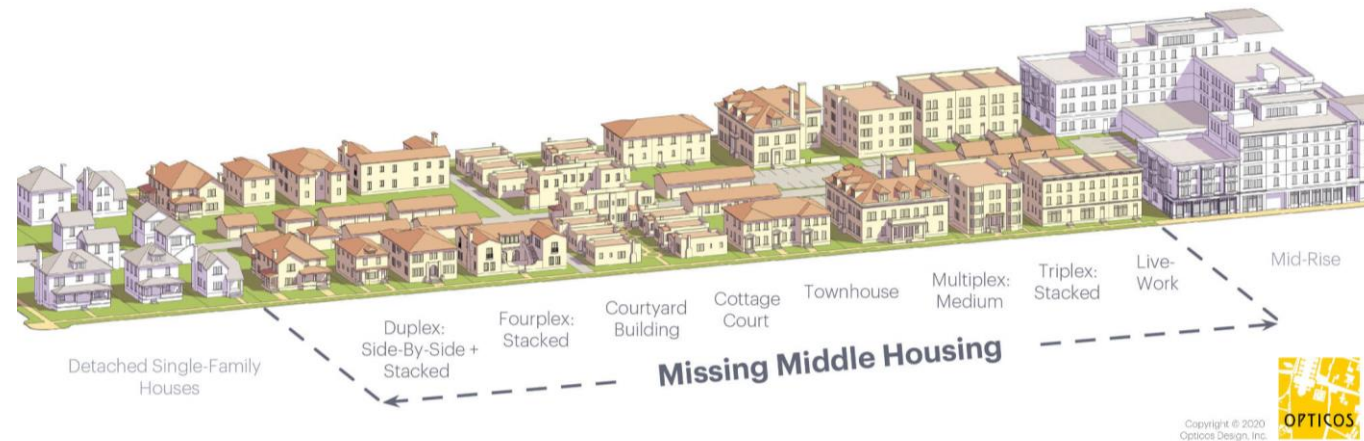 Detached Single-Family
Houses
Duplex:
Side-By-Side +
Stacked
Fourplex:
Stacked
Courtyard
Building
Cottage
Court
Townhouse
Multiplex:
Medium
Triplex:
Stacked
Live-
Work
Mid-Rise
Missing Middle Housing
Copyright © 2020
Opticos Design, Inc.
OPTICOS